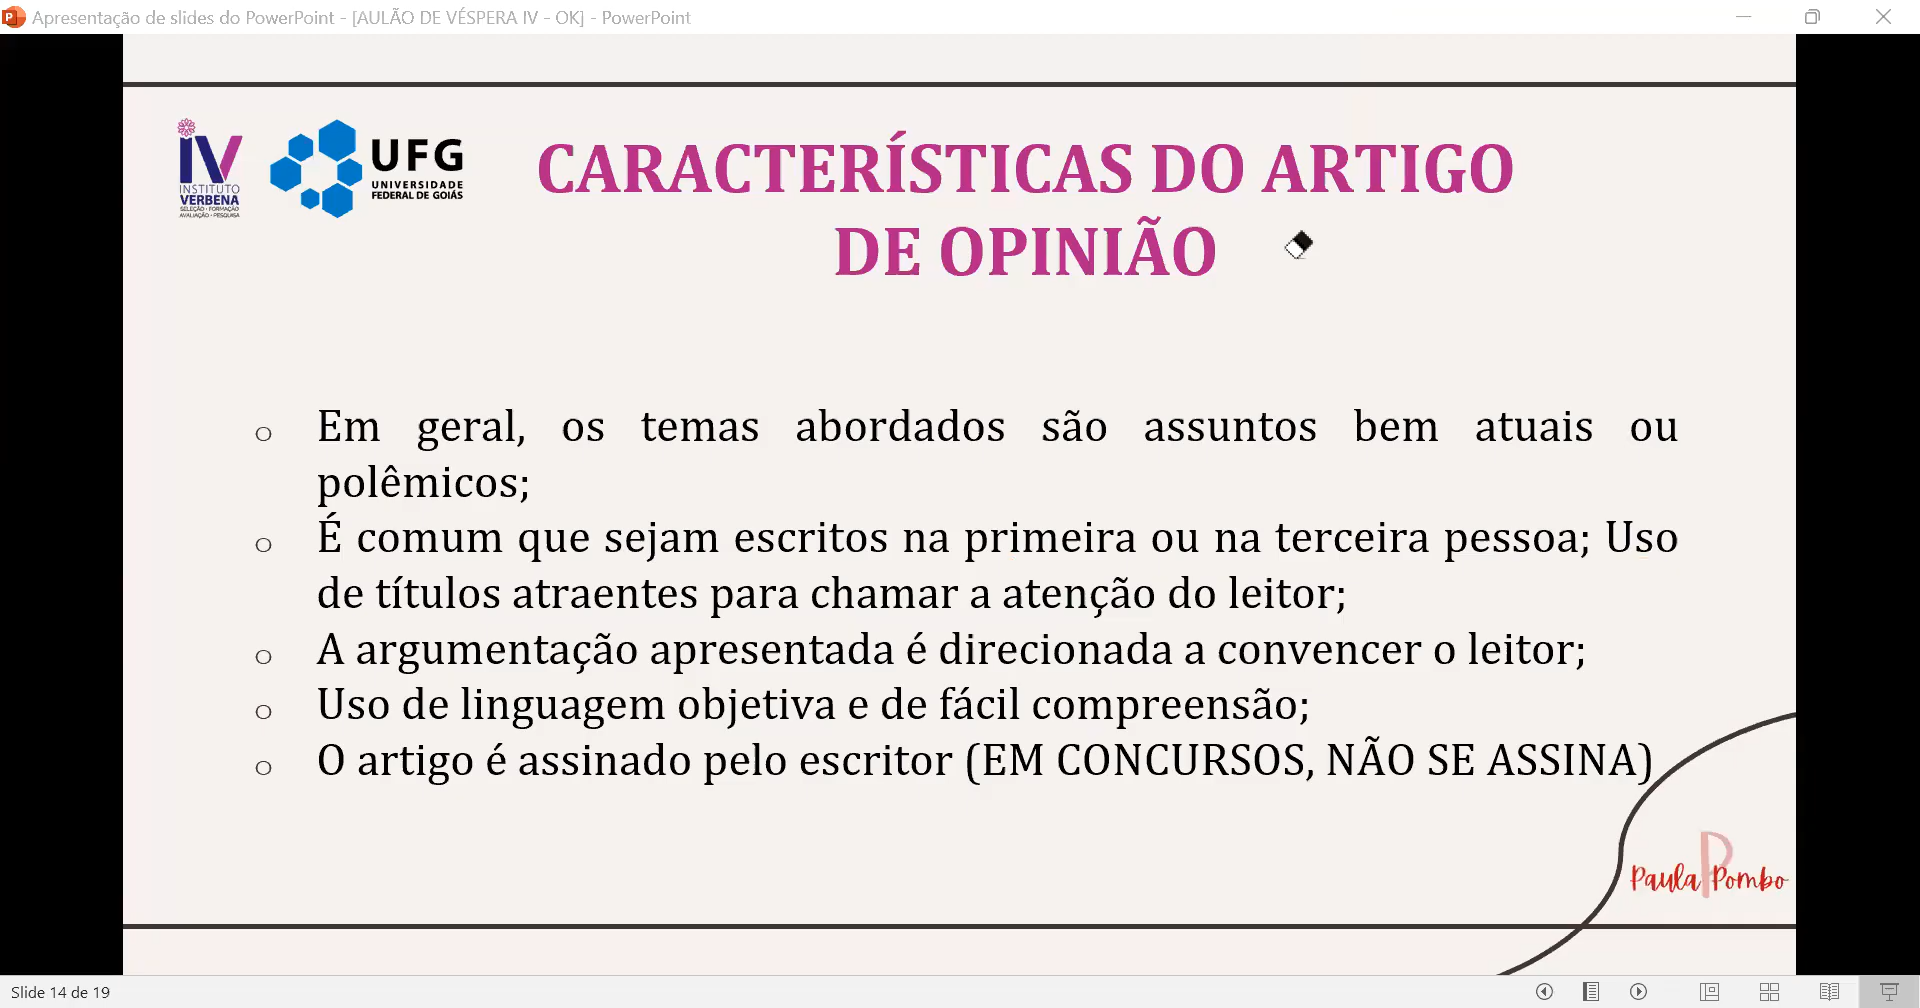 Apresentação de slides do PowerPoint - [AULÃO DE VÉSPERA IV - OK] - PowerPoint
IV
INSTITUTO
VERBENA
SELEÇÃO · FORMAÇÃO
AVALIAÇÃO · PESQUISA
UFG
UNIVERSIDADE
FEDERAL DE GOIÁS
CARACTERÍSTICAS DO ARTIGO
DE OPINIÃO
o Em geral, os temas abordados são assuntos bem atuais ou
polêmicos;
o É comum que sejam escritos na primeira ou na terceira pessoa; Uso
de títulos atraentes para chamar a atenção do leitor;
o A argumentação apresentada é direcionada a convencer o leitor;
o Uso de linguagem objetiva e de fácil compreensão;
o O artigo é assinado pelo escritor (EM CONCURSOS, NÃO SE ASSINA)
P
Paula Pombo
Slide 14 de 19